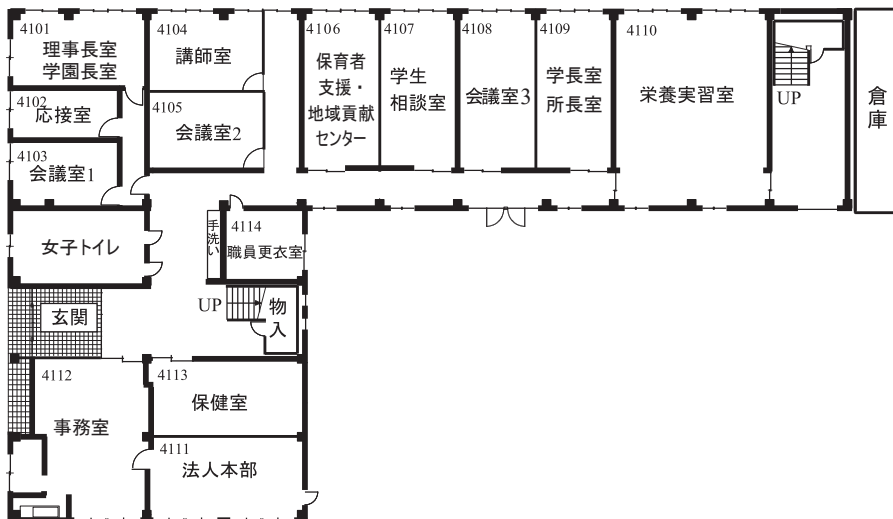 4101
理事長室
学園長室
4104
講師室
4106
保育者
支援・
地域貢献
センター
4107
学生
相談室
4108
会議室3
4109
学長室
所長室
4110
栄養実習室
UP
倉庫
4102
応接室
4105
会議室2
4103
会議室1
女子トイレ
手洗い
4114
職員更衣室
玄関
UP
物入
4112
事務室
4113
保健室
4111
法人本部